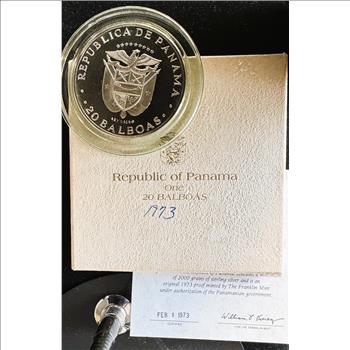 REPUBLICA DE PANAMA
20 BALBOAS
Republic of Panama
One
20 BALBOAS
1973
of 2000 grains of sterling silver and is an
original 1973 proof minted by The Franklin Mint
under authorization of the Panamanian government.
FEB 1 1973